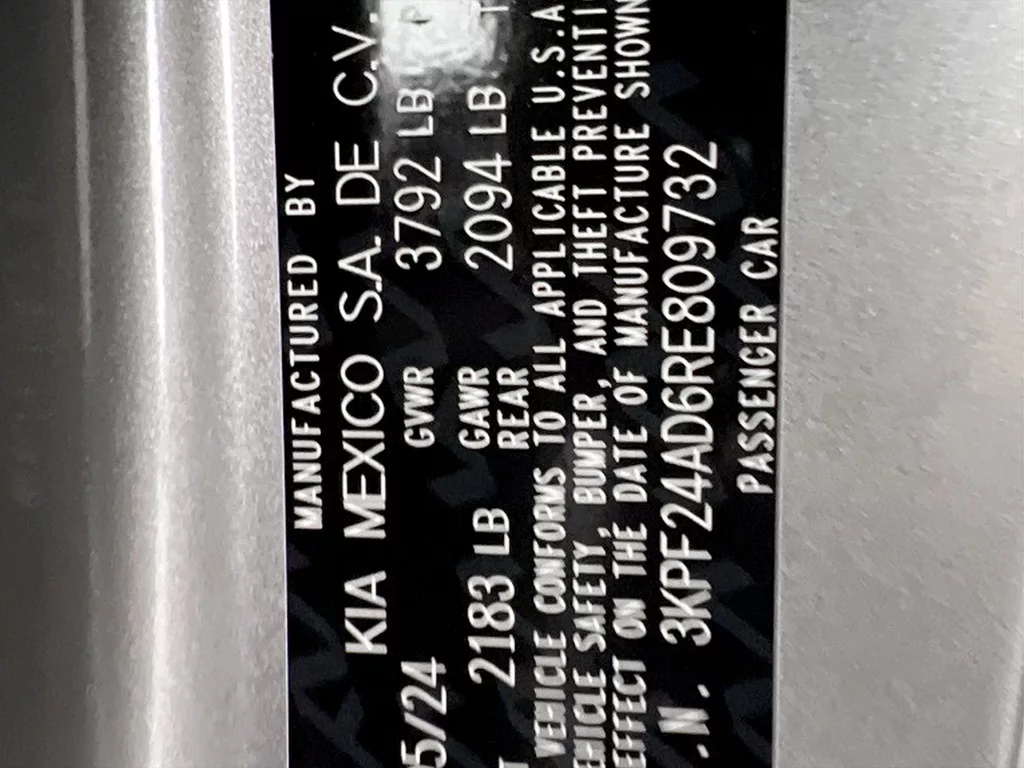 MANUFACTURED BY
KIA MEXICO S.A. DE C.V.
5/24 GVWR 3792 LB
2183 LB GAWR REAR 2094 LB
VEHICLE CONFORMS TO ALL APPLICABLE U.S.A
EHICLE SAFETY, BUMPER, AND THEFT PREVENTI
EFFECT ON THE DATE OF MANUFACTURE SHOWN
.N. 3KPF24AD6RE809732
PASSENGER CAR